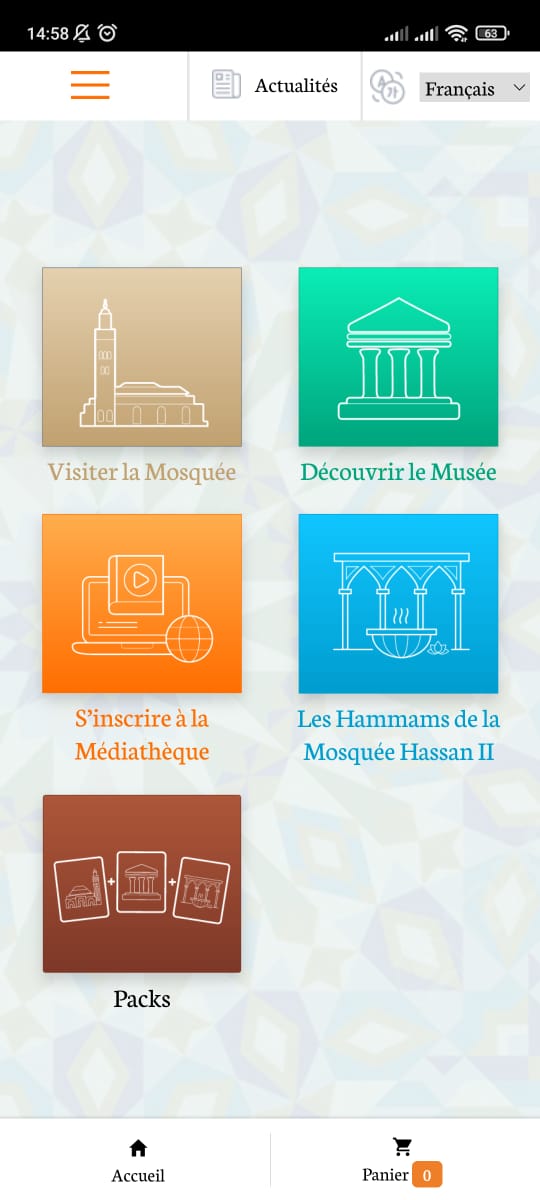 14:58 63
Actualités Français
Visiter la Mosquée Découvrir le Musée
S'inscrire à la
Médiathèque
Les Hammams de la
Mosquée Hassan II
Packs
Accueil Panier 0